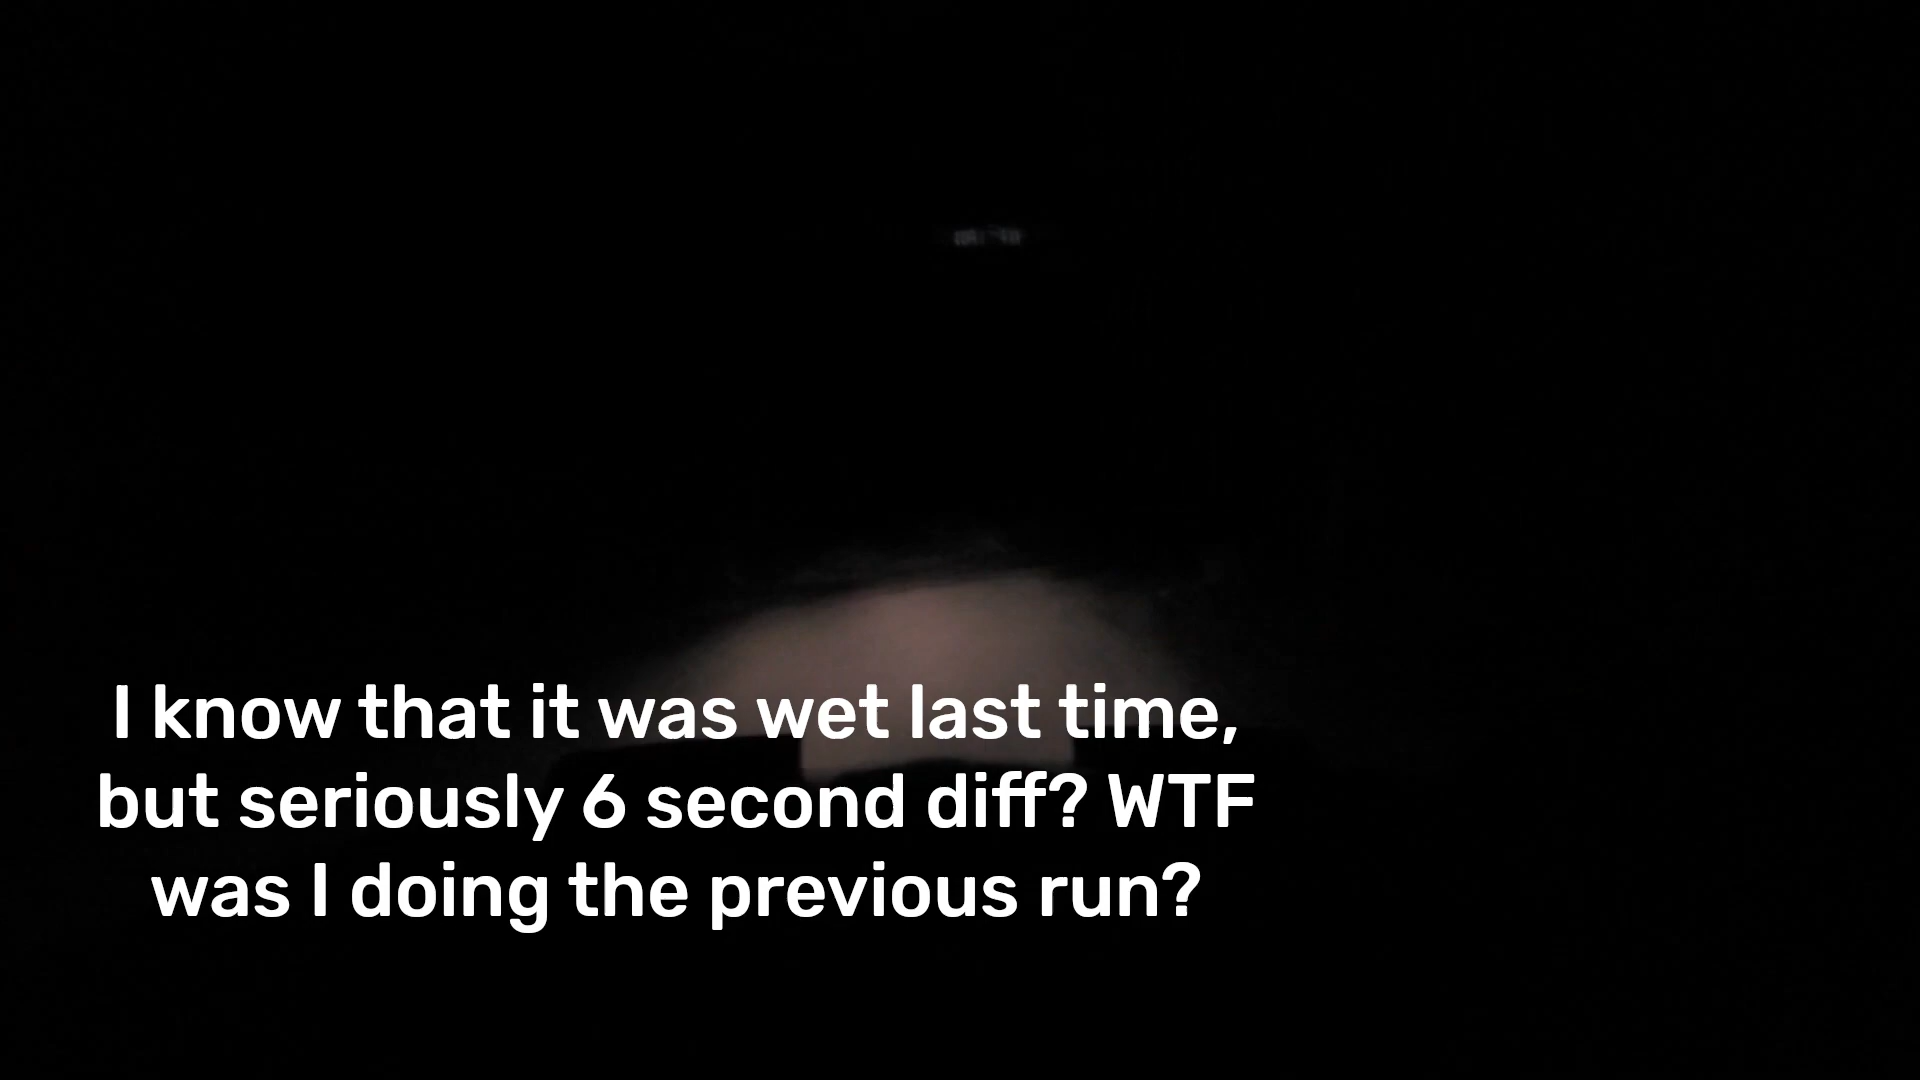 I know that it was wet last time,
but seriously 6 second diff? WTF
was I doing the previous run?